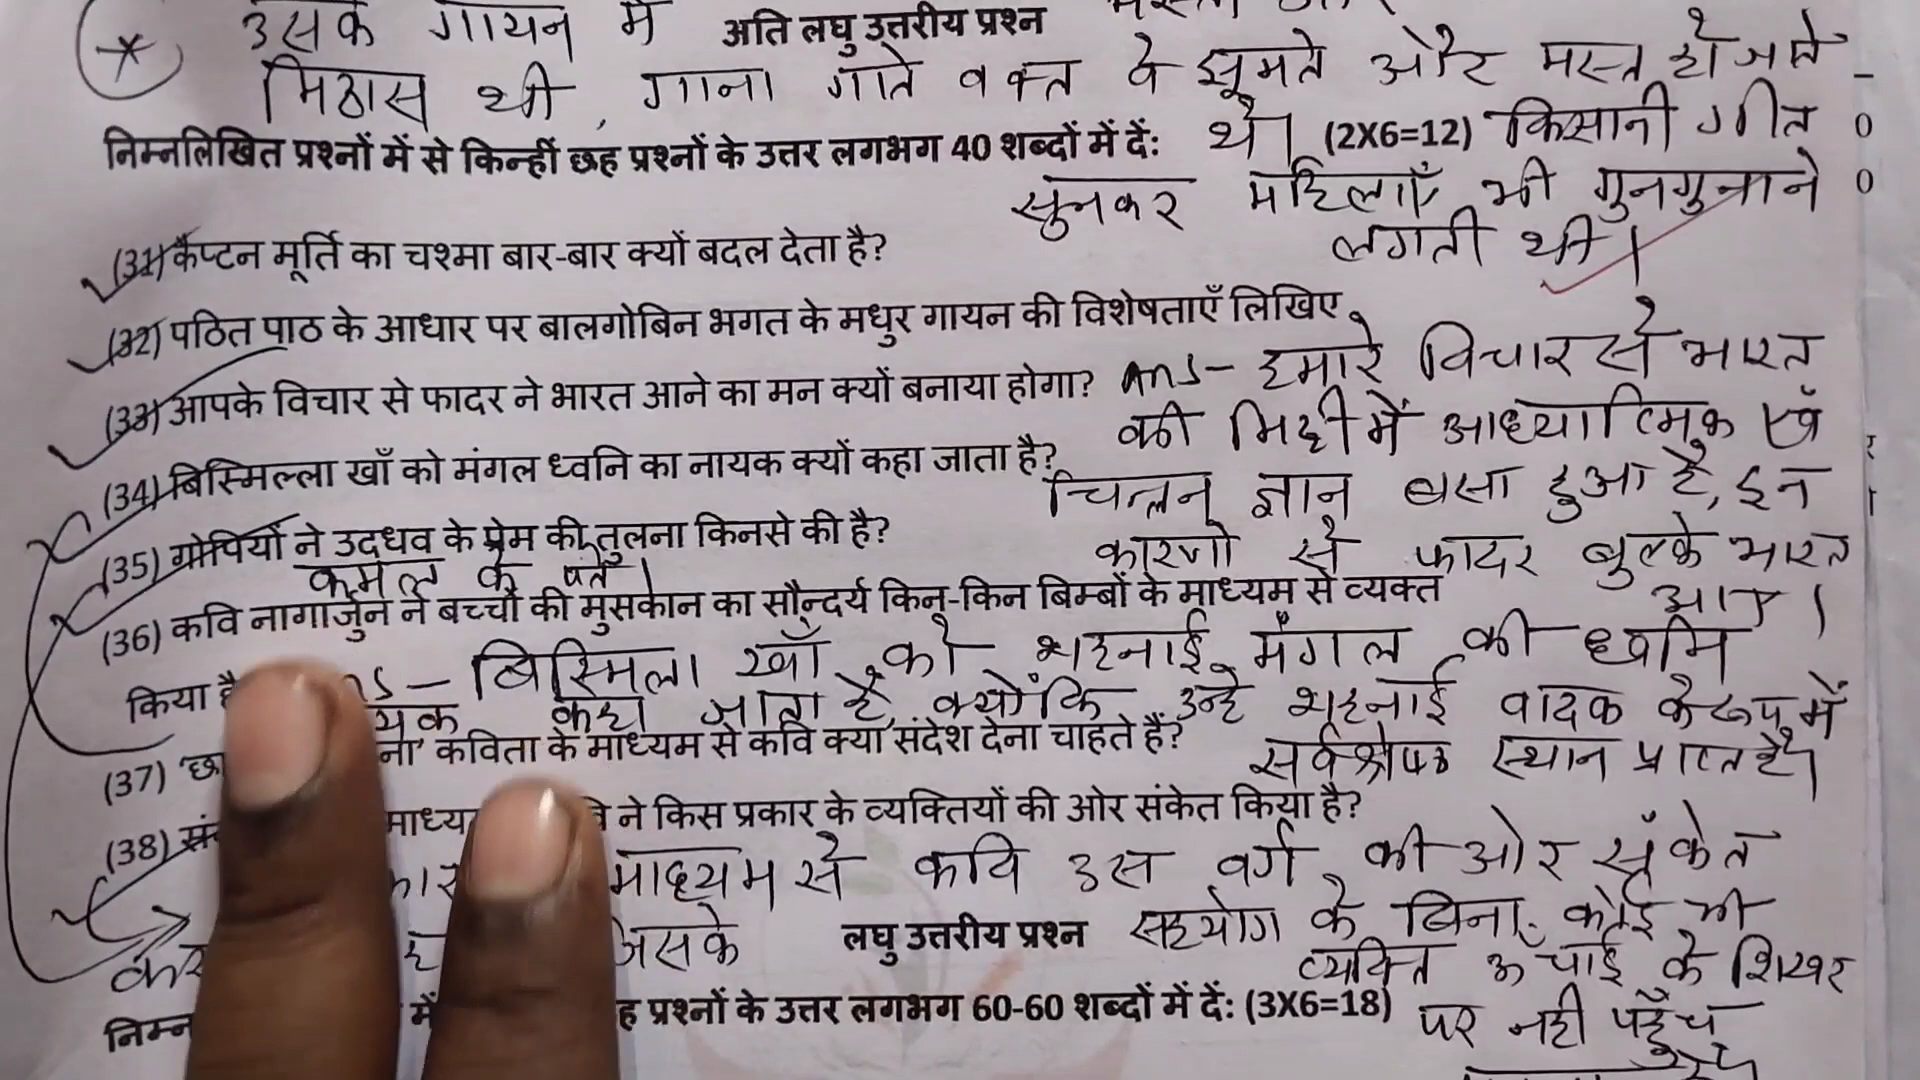 उसके गायन में
अति लघु उत्तरीय प्रश्न
मिठास थी, गाना गाते वक्त वे झूमते और मस्त हो जाते
थे। किसानी गीत
निम्नलिखित प्रश्नों में से किन्हीं छह प्रश्नों के उत्तर लगभग 40 शब्दों में दें: (2X6=12)
सुनकर महिलाएँ भी गुनगुनाने
लगती थी।
(31) कैप्टन मूर्ति का चश्मा बार-बार क्यों बदल देता है?
(32) पठित पाठ के आधार पर बालगोबिन भगत के मधुर गायन की विशेषताएँ लिखिए
(33) आपके विचार से फादर ने भारत आने का मन क्यों बनाया होगा?
Ans- हमारे विचार से भारत
की मिट्टी में आध्यात्मिक एवं
चिन्तन ज्ञान बसा हुआ है, इन
कारणो से फादर बुल्के भारत
आए।
(34) बिस्मिल्ला खाँ को मंगल ध्वनि का नायक क्यों कहा जाता है?
(35) गोपियों ने उद्धव के प्रेम की तुलना किनसे की है?
कमल के पत्ते।
(36) कवि नागार्जुन ने बच्चों की मुसकान का सौन्दर्य किन-किन बिम्बों के माध्यम से व्यक्त
किया है
बिस्मिला खाँ को शहनाई मंगल की ध्वनि
कहा जाता है, क्योंकि उन्हे शहनाई वादक के रूप में
सर्वश्रेष्ठ स्थान प्राप्त है।
(37) कविता के माध्यम से कवि क्या संदेश देना चाहते हैं?
(38) ने किस प्रकार के व्यक्तियों की ओर संकेत किया है?
माध्यम से कवि उस वर्ग की ओर संकेत
जिसके सहयोग के बिना कोई भी
लघु उत्तरीय प्रश्न
व्यक्ति ऊँचाई के शिखर
पर नही पहुँच
में प्रश्नों के उत्तर लगभग 60-60 शब्दों में दें: (3X6=18)